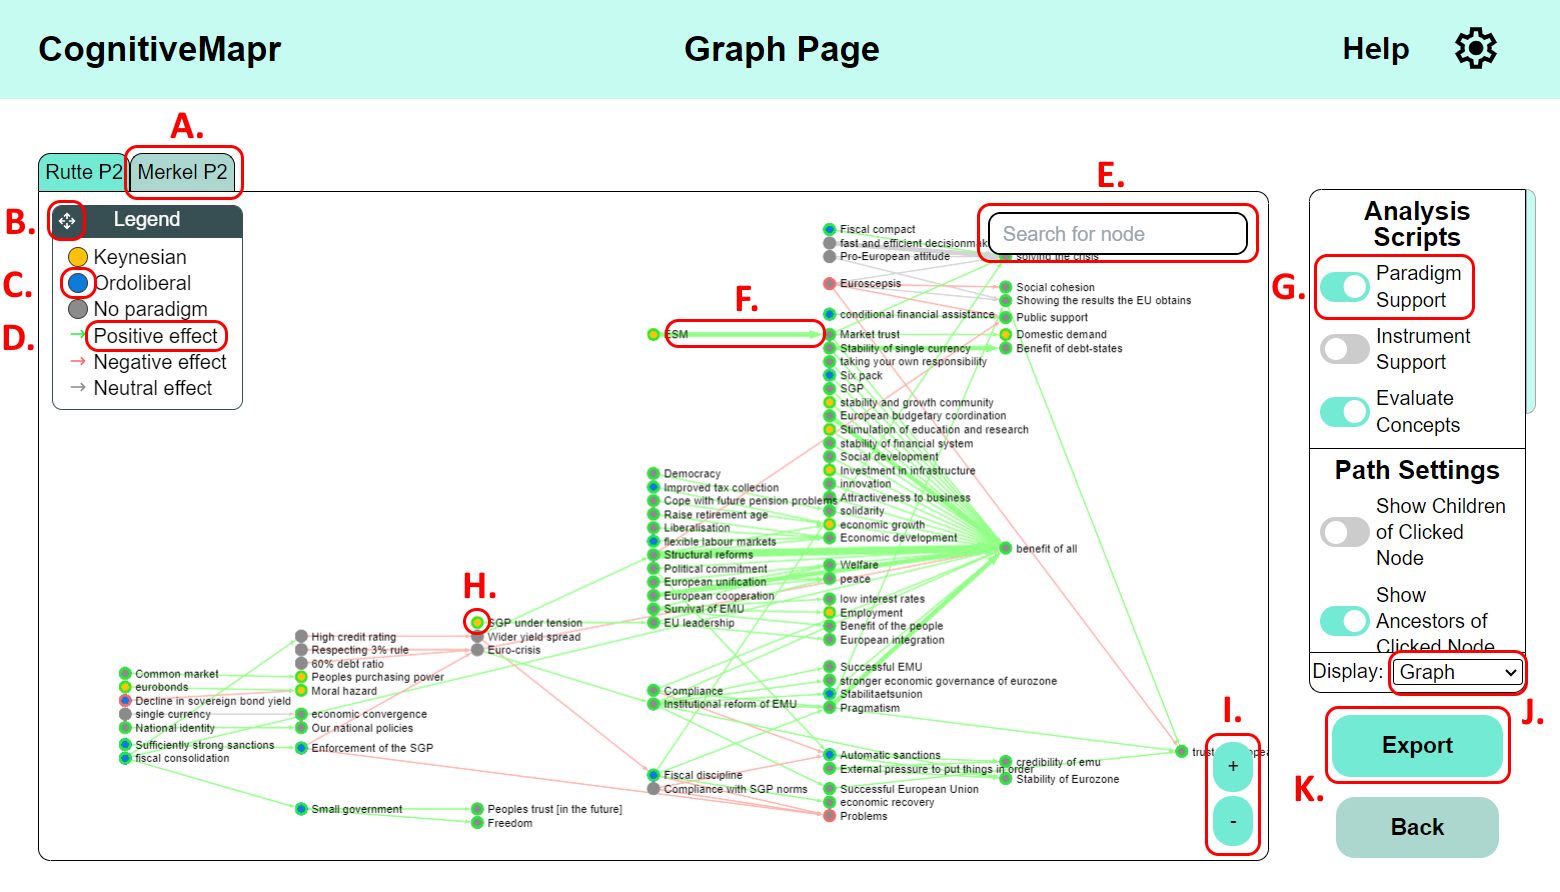 CognitiveMapr
Graph Page
Help
A.
Rutte P2
Merkel P2
B.
Legend
Keynesian
C.
Ordoliberal
No paradigm
D.
Positive effect
Negative effect
Neutral effect
E.
Search for node
Fiscal compact
fast and efficient decisionmak
Pro-European attitude
solving the crisis
Euroscepsis
Social cohesion
Showing the results the EU obtains
conditional financial assistance
Public support
F.
ESM
Market trust
Domestic demand
Stability of single currency
Benefit of debt-states
taking your own responsibility
Six pack
SGP
stability and growth community
European budgetary coordination
Stimulation of education and research
stability of financial system
Social development
Investment in infrastructure
innovation
Attractiveness to business
solidarity
economic growth
Economic development
Democracy
Improved tax collection
Cope with future pension problems
Raise retirement age
Liberalisation
flexible labour markets
Structural reforms
benefit of all
Political commitment
European unification
European cooperation
Survival of EMU
EU leadership
Welfare
peace
low interest rates
Employment
Benefit of the people
European integration
H.
SGP under tension
Wider yield spread
Euro-crisis
High credit rating
Respecting 3% rule
60% debt ratio
Peoples purchasing power
Moral hazard
Common market
eurobonds
Decline in sovereign bond yield
single currency
National identity
economic convergence
Our national policies
Sufficiently strong sanctions
fiscal consolidation
Enforcement of the SGP
Compliance
Institutional reform of EMU
Successful EMU
stronger economic governance of eurozone
Stabilitaetsunion
Pragmatism
Automatic sanctions
External pressure to put things in order
credibility of emu
Stability of Eurozone
Fiscal discipline
Compliance with SGP norms
Successful European Union
economic recovery
Problems
Small government
Peoples trust [in the future]
Freedom
I.
+
-
G.
Analysis
Scripts
Paradigm
Support
Instrument
Support
Evaluate
Concepts
Path Settings
Show Children
of Clicked
Node
Show
Ancestors of
Clicked Node
Display: Graph
J.
Export
K.
Back